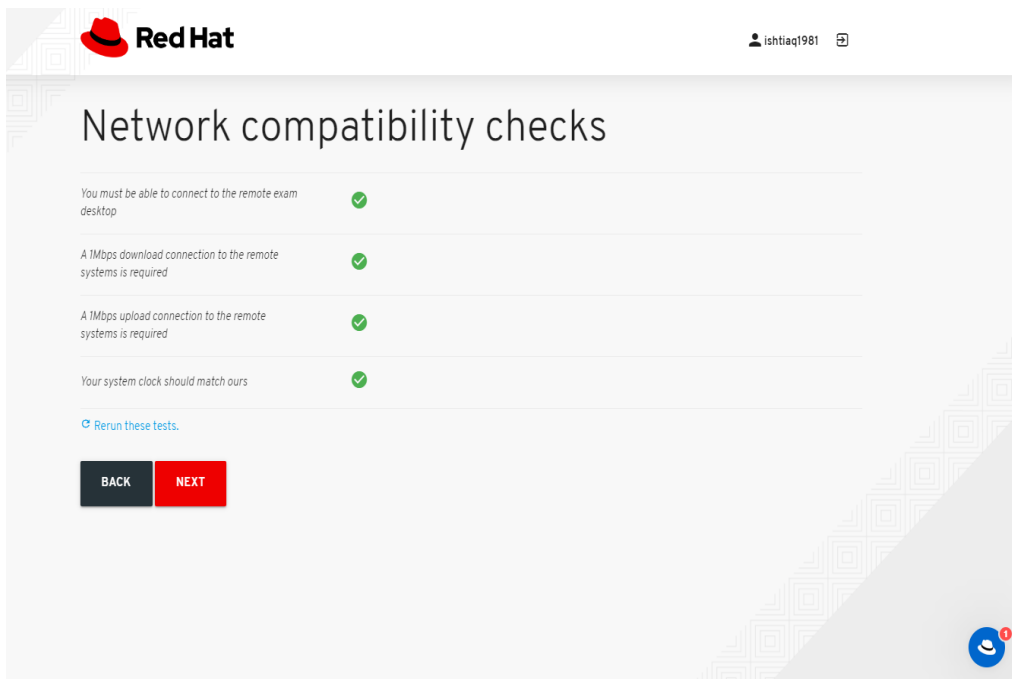 Red Hat
ishtiaq1981
Network compatibility checks
You must be able to connect to the remote exam
desktop
A 1Mbps download connection to the remote
systems is required
A 1Mbps upload connection to the remote
systems is required
Your system clock should match ours
Rerun these tests.
BACK NEXT
1